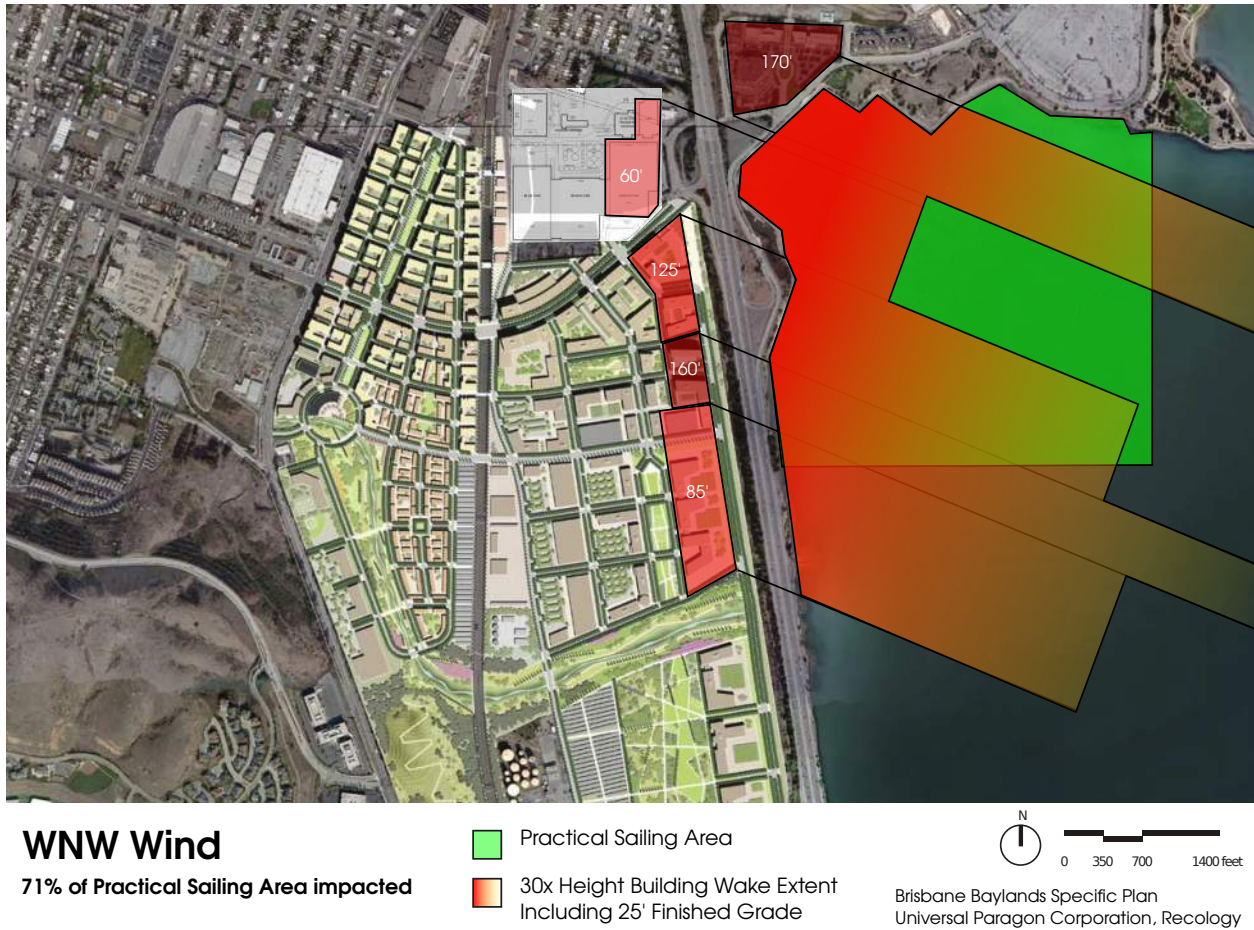 170'
60'
125'
160'
85'
WNW Wind
71% of Practical Sailing Area impacted
Practical Sailing Area
30x Height Building Wake Extent
Including 25' Finished Grade
N
0 350 700 1400 feet
Brisbane Baylands Specific Plan
Universal Paragon Corporation, Recology